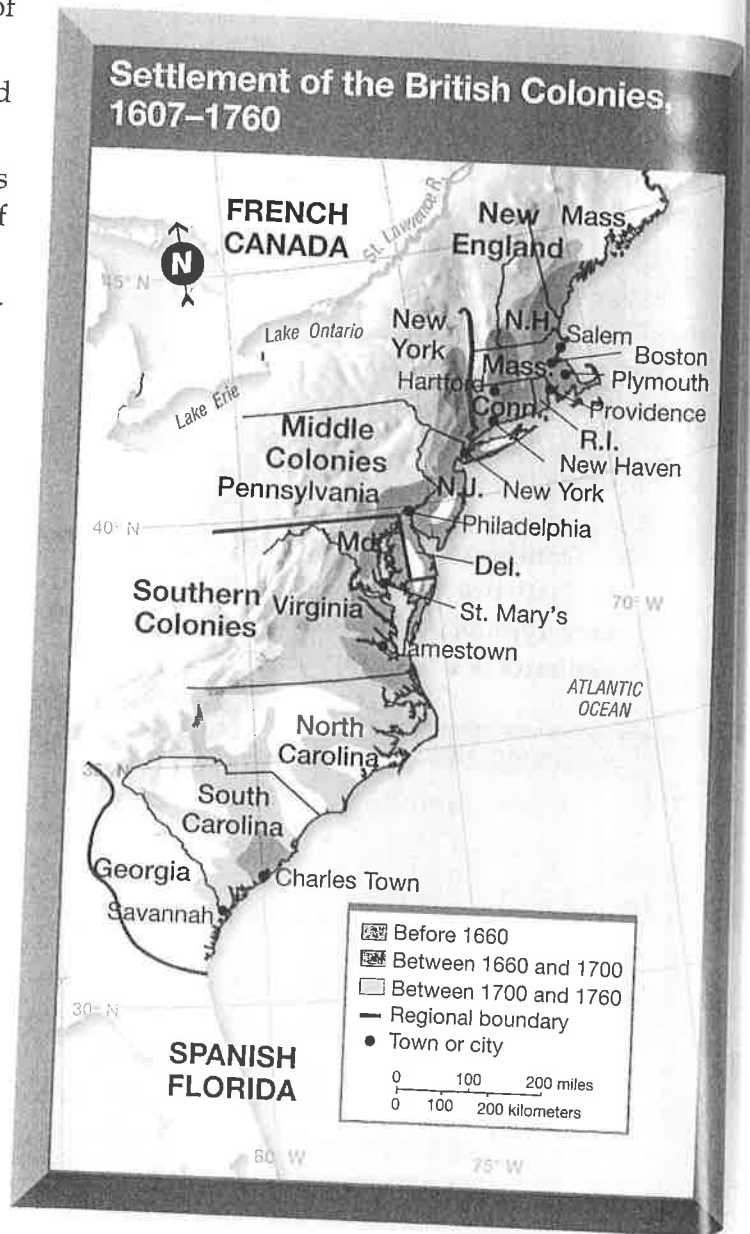 of
d
s
f
Settlement of the British Colonies,
1607–1760
FRENCH
CANADA
St. Lawrence R.
New
England
Mass.
N
45° N
Lake Ontario
New
York
N.H.
Salem
Boston
Mass.
Plymouth
Hartford
Lake Erie
Conn.
Providence
R.I.
Middle
Colonies
New Haven
Pennsylvania
N.J.
New York
40° N
Philadelphia
Md.
Del.
Southern
Colonies
Virginia
St. Mary's
70° W
Jamestown
ATLANTIC
OCEAN
North
Carolina
35° N
South
Carolina
Georgia
Charles Town
Savannah
Before 1660
Between 1660 and 1700
Between 1700 and 1760
Regional boundary
Town or city
0 100 200 miles
0 100 200 kilometers
30° N
SPANISH
FLORIDA
80° W
75° W